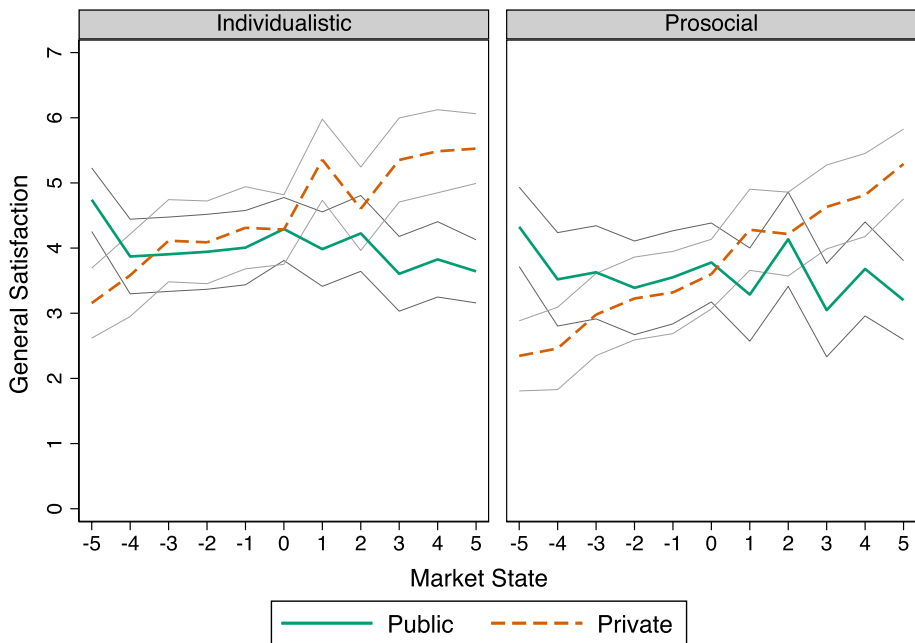 Individualistic Prosocial
General Satisfaction
7
6
5
4
3
2
1
0
-5 -4 -3 -2 -1 0 1 2 3 4 5 -5 -4 -3 -2 -1 0 1 2 3 4 5
Market State
Public Private